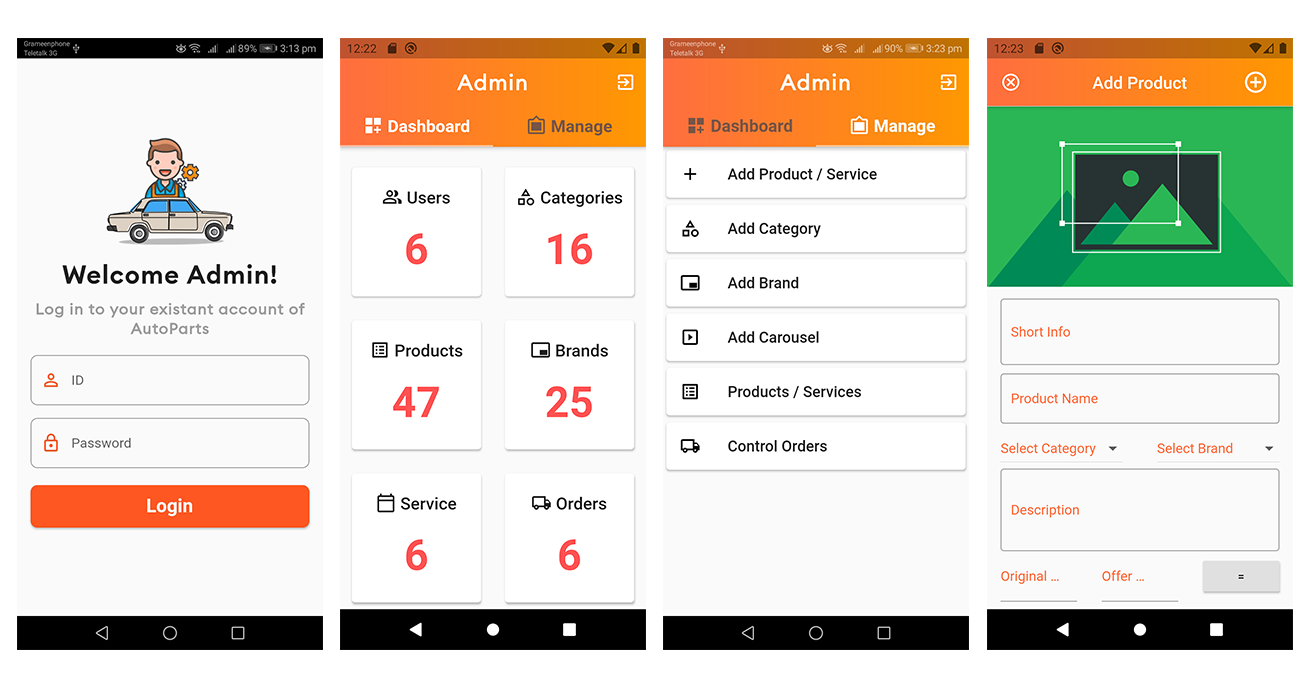 Grameenphone
Teletalk 3G
89% 3:13 pm
Welcome Admin!
Log in to your existant account of
AutoParts
ID
Password
Login
12:22
Admin
Dashboard Manage
Users Categories
6 16
Products Brands
47 25
Service Orders
6 6
Grameenphone
Teletalk 3G
90% 3:23 pm
Admin
Dashboard Manage
Add Product / Service
Add Category
Add Brand
Add Carousel
Products / Services
Control Orders
12:23
Add Product
Short Info
Product Name
Select Category Select Brand
Description
Original ... Offer ... =